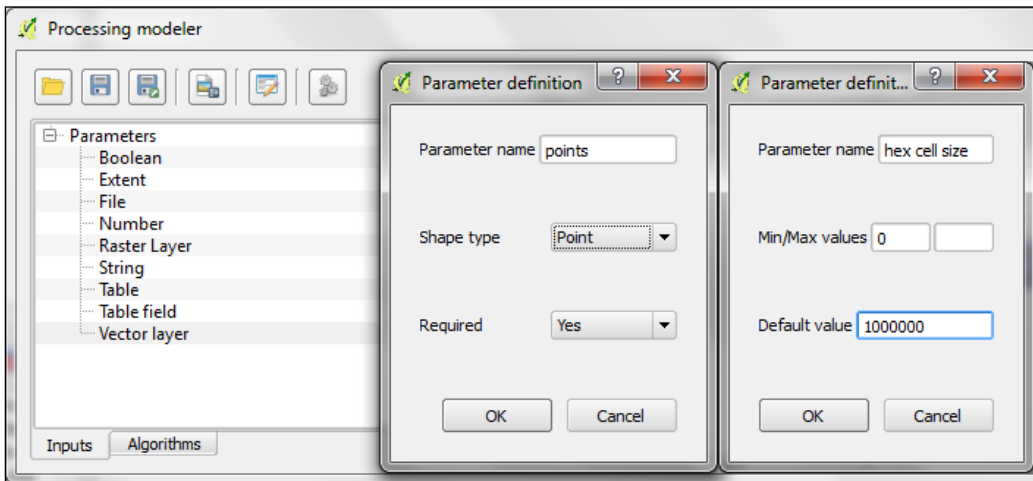 Processing modeler
Parameters
Boolean
Extent
File
Number
Raster Layer
String
Table
Table field
Vector layer
Inputs Algorithms
Parameter definition ? X
Parameter name points
Shape type Point
Required Yes
OK Cancel
Parameter definit... ? X
Parameter name hex cell size
Min/Max values 0
Default value 1000000
OK Cancel